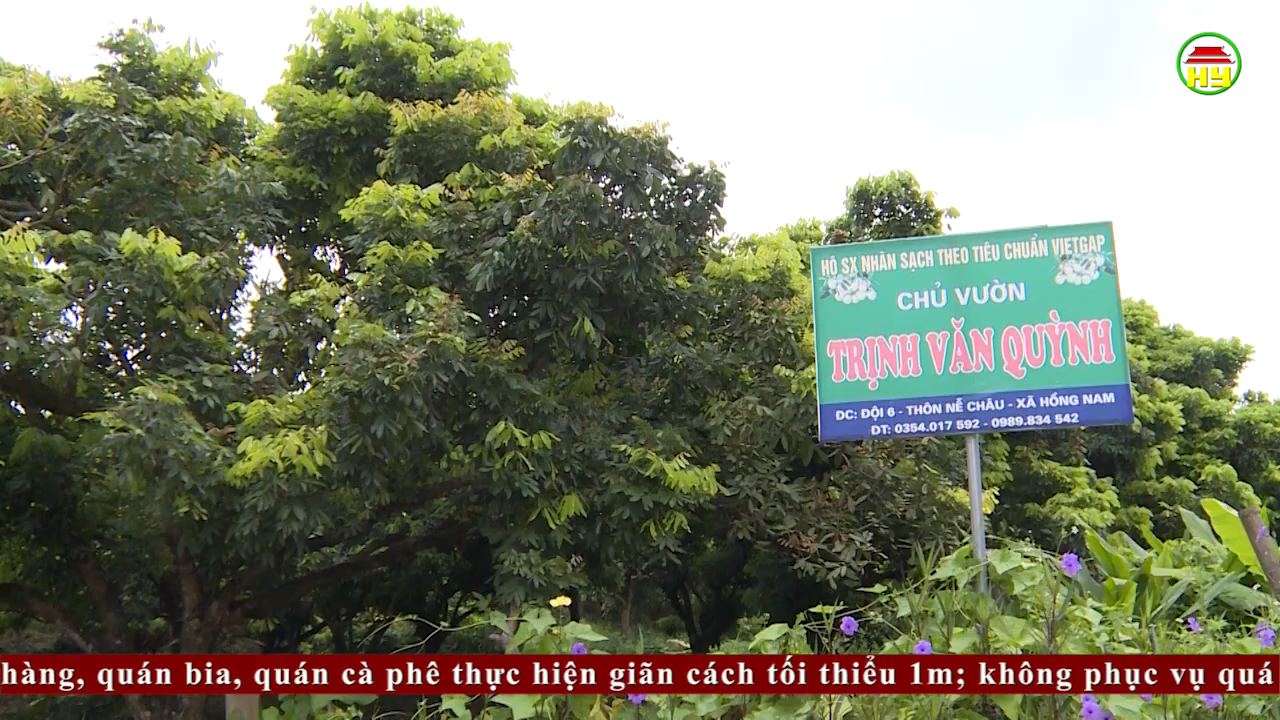 HY
HỘ SX NHÃN SẠCH THEO TIÊU CHUẨN VIETGAP
CHỦ VƯỜN
TRỊNH VĂN QUỲNH
ĐC: ĐỘI 6 - THÔN NỄ CHÂU - XÃ HỒNG NAM
ĐT: 0354.017 592 - 0989.834 542
hàng, quán bia, quán cà phê thực hiện giãn cách tối thiểu 1m; không phục vụ quá